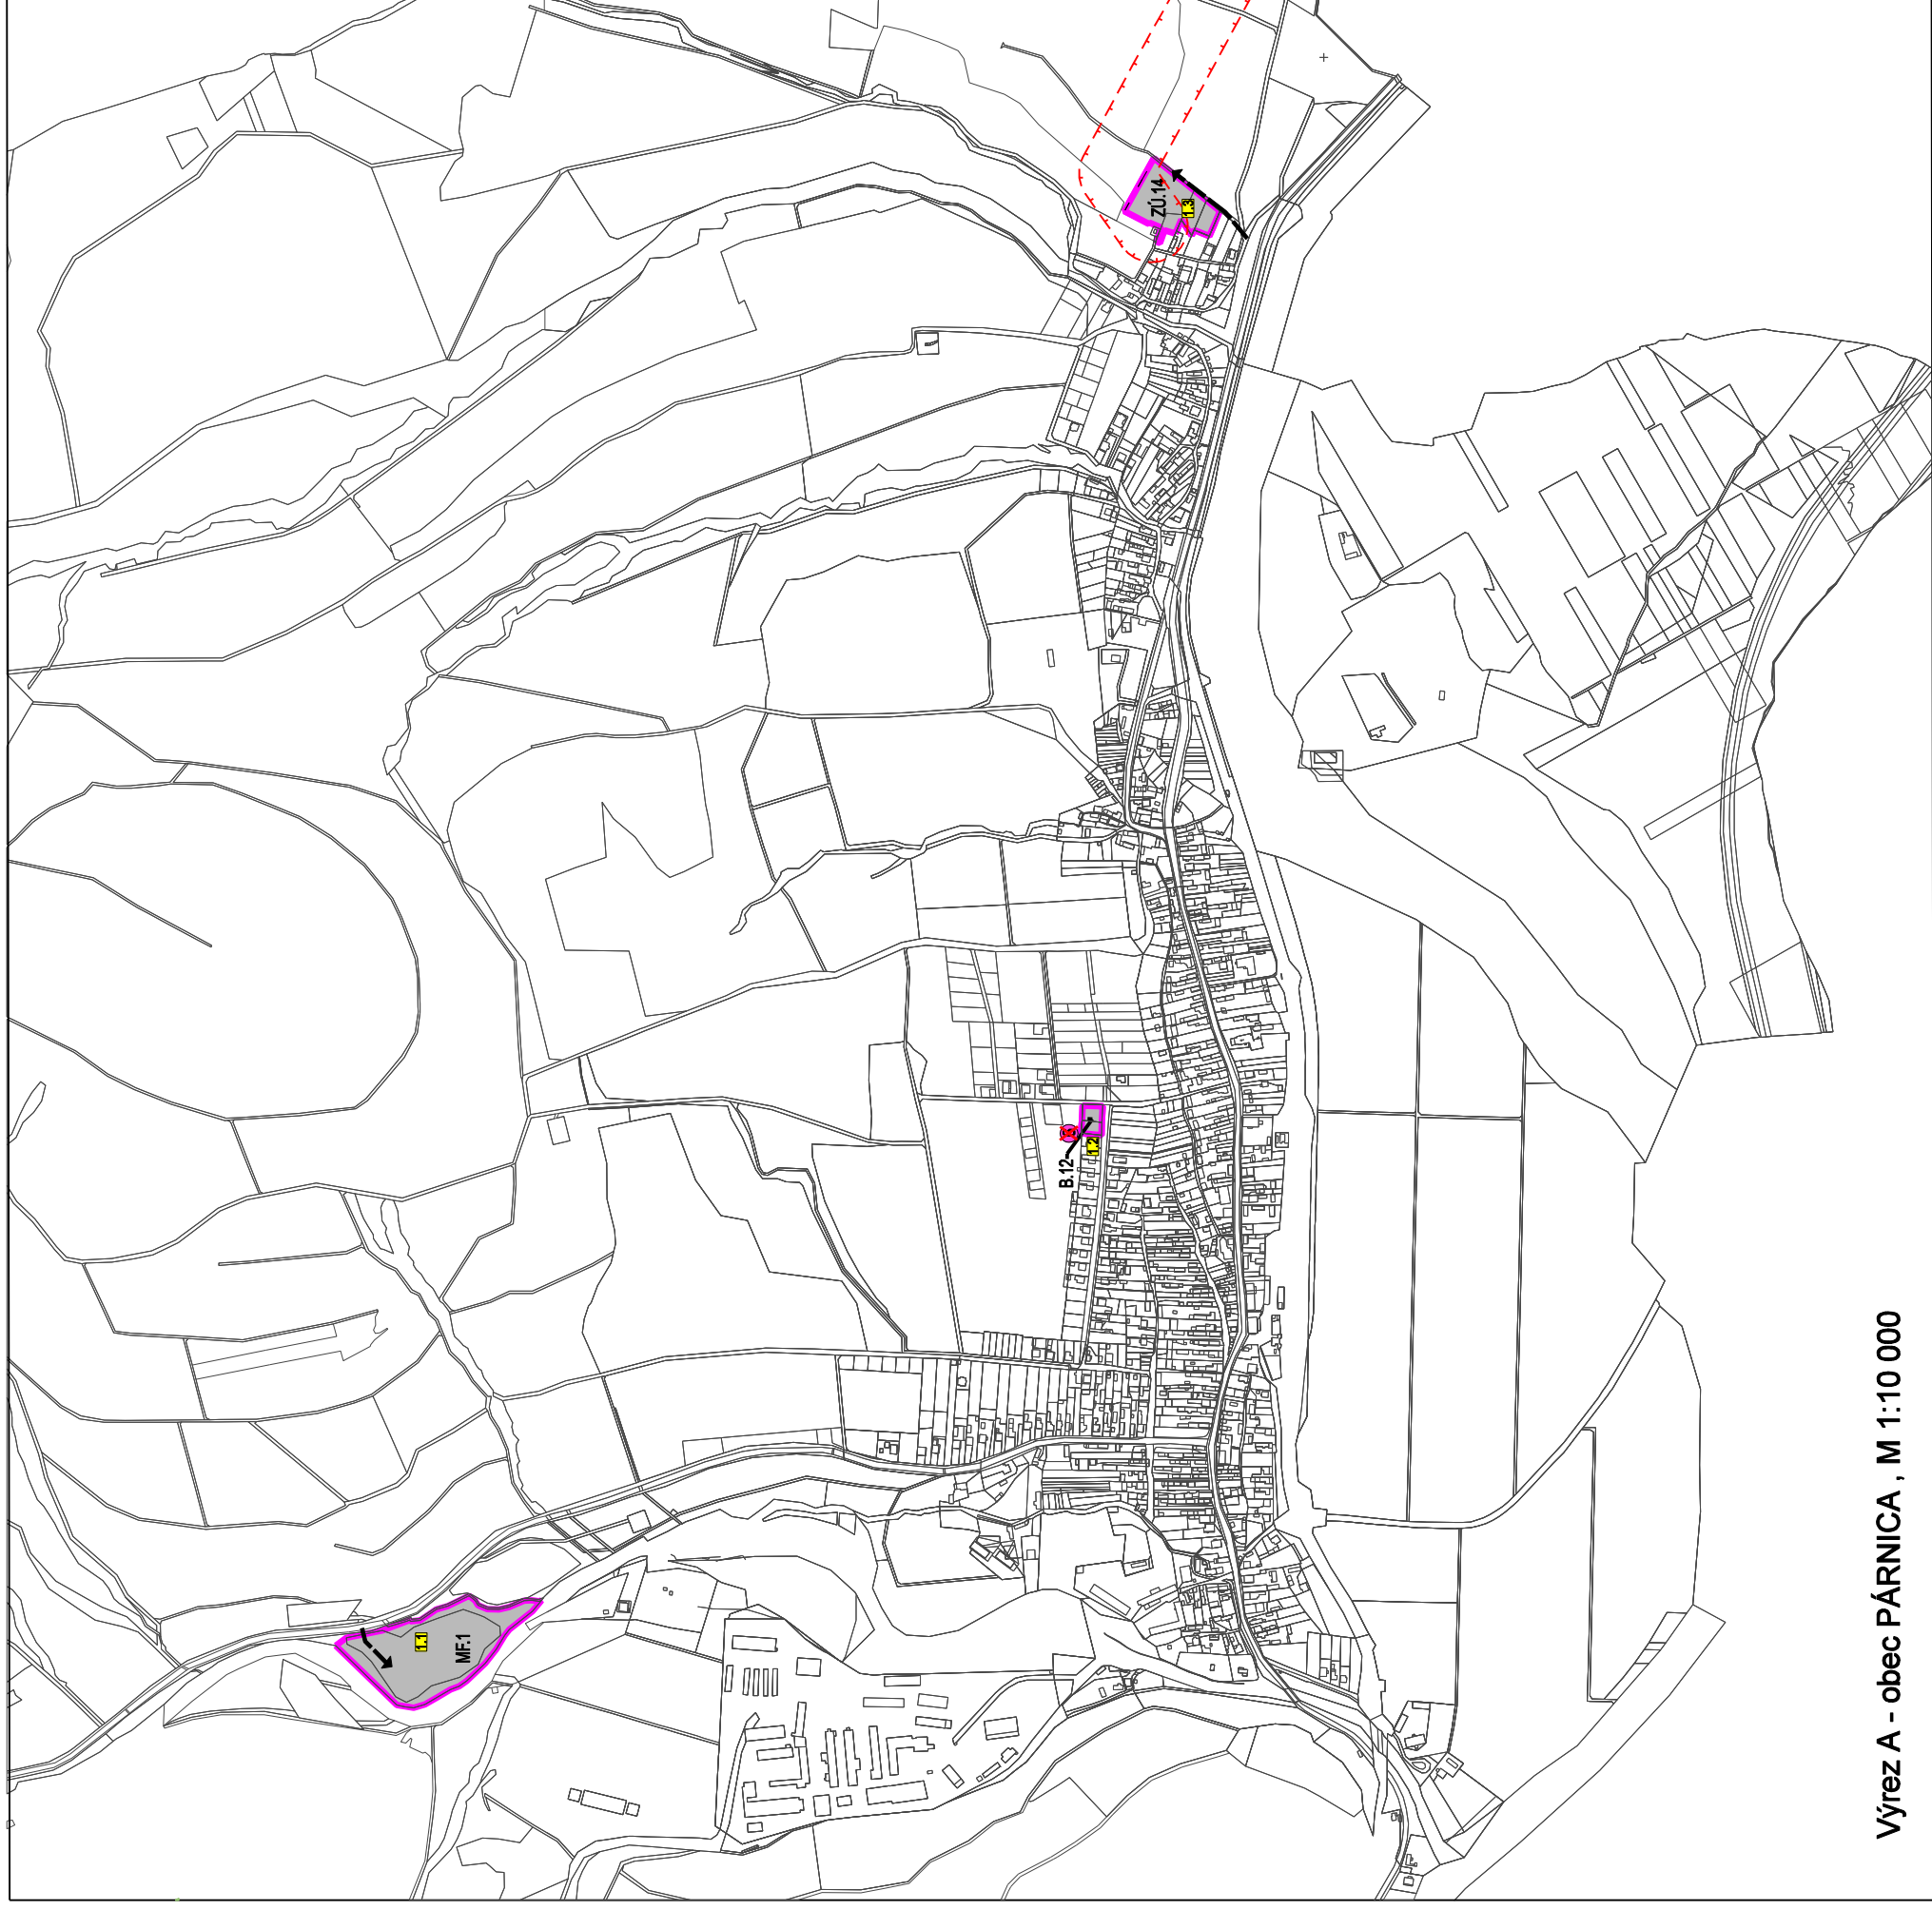 1.1
MF.1
B.12
1.2
ZÚ.14
1.3
Výrez A - obec PÁRNICA , M 1:10 000